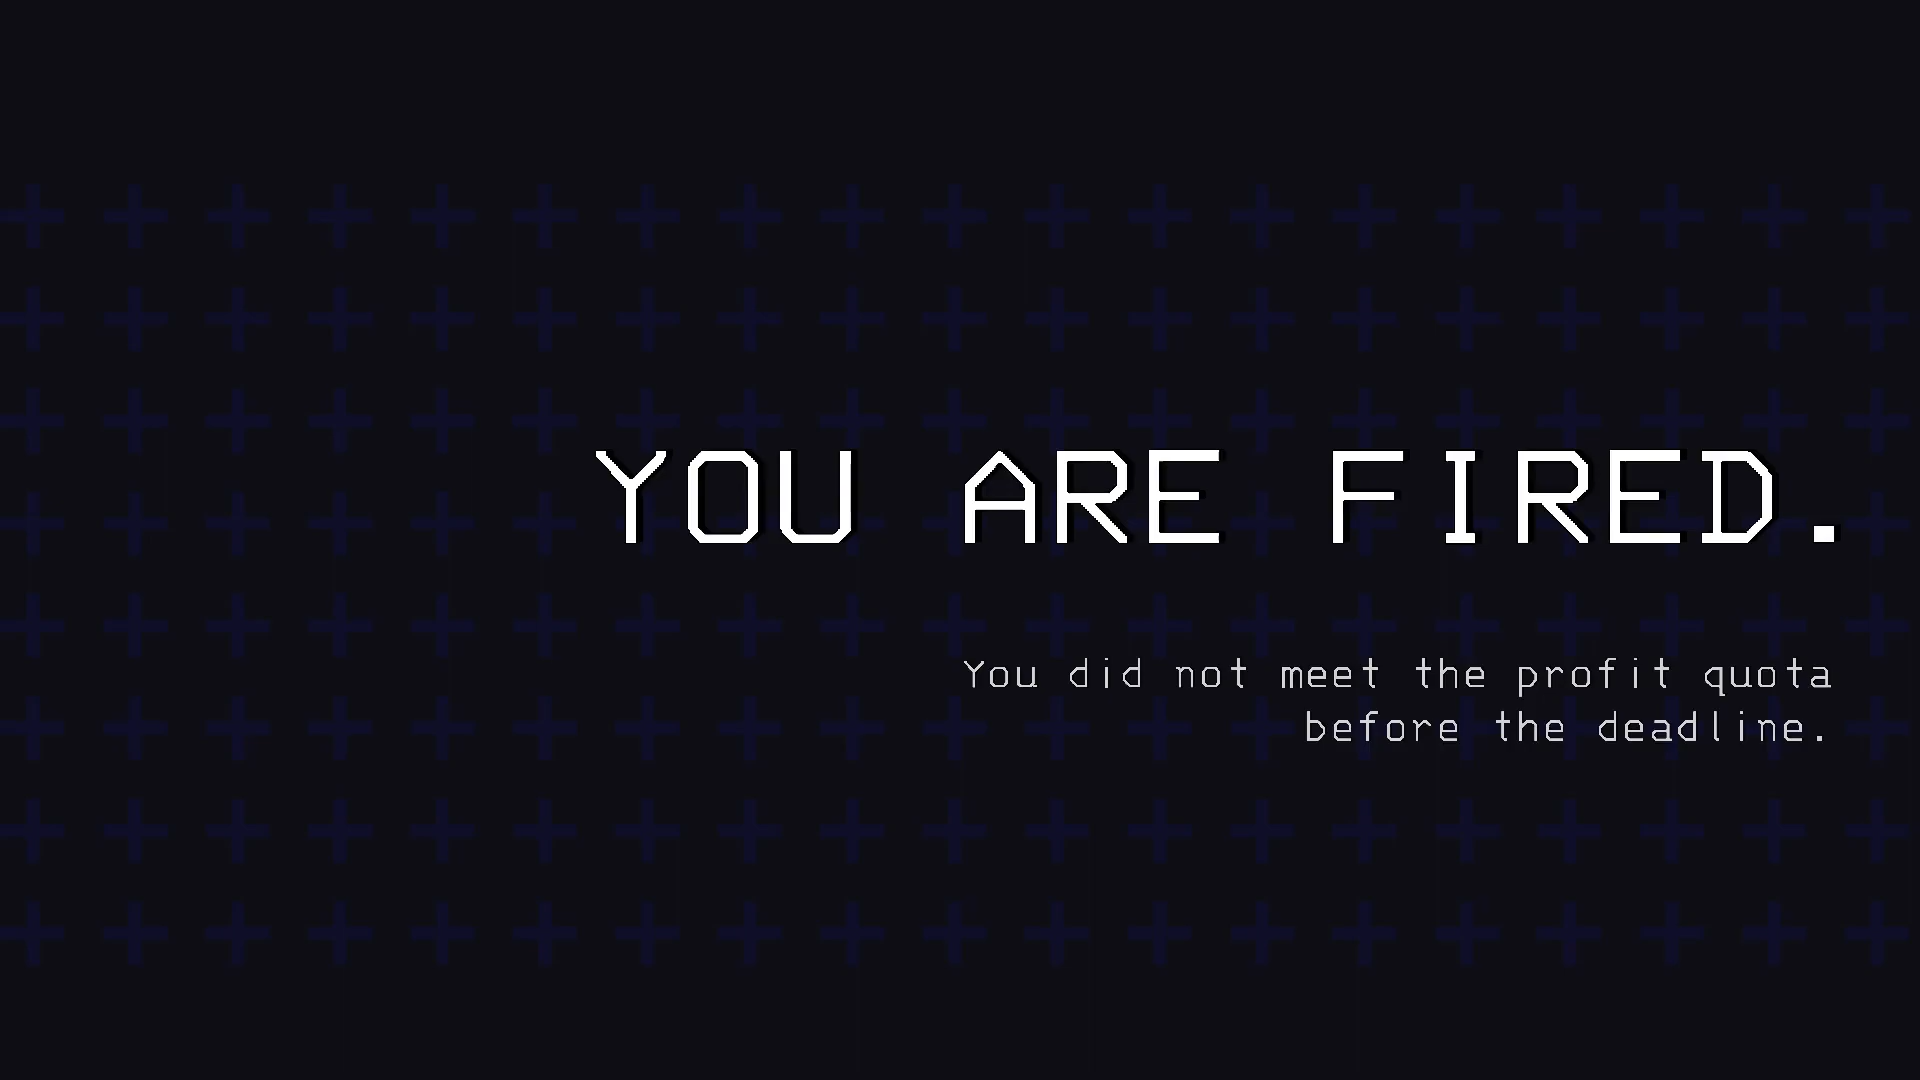 YOU ARE FIRED.
You did not meet the profit quota
before the deadline.